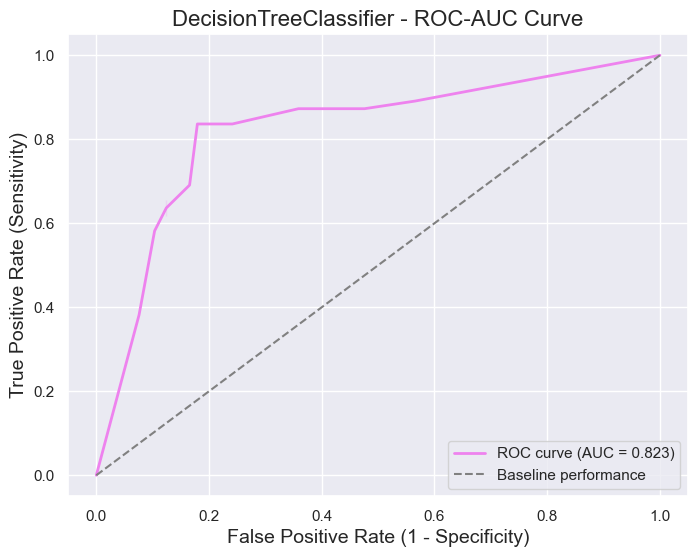 DecisionTreeClassifier - ROC-AUC Curve
True Positive Rate (Sensitivity)
1.0
0.8
0.6
0.4
0.2
0.0
ROC curve (AUC = 0.823)
Baseline performance
0.0 0.2 0.4 0.6 0.8 1.0
False Positive Rate (1 - Specificity)